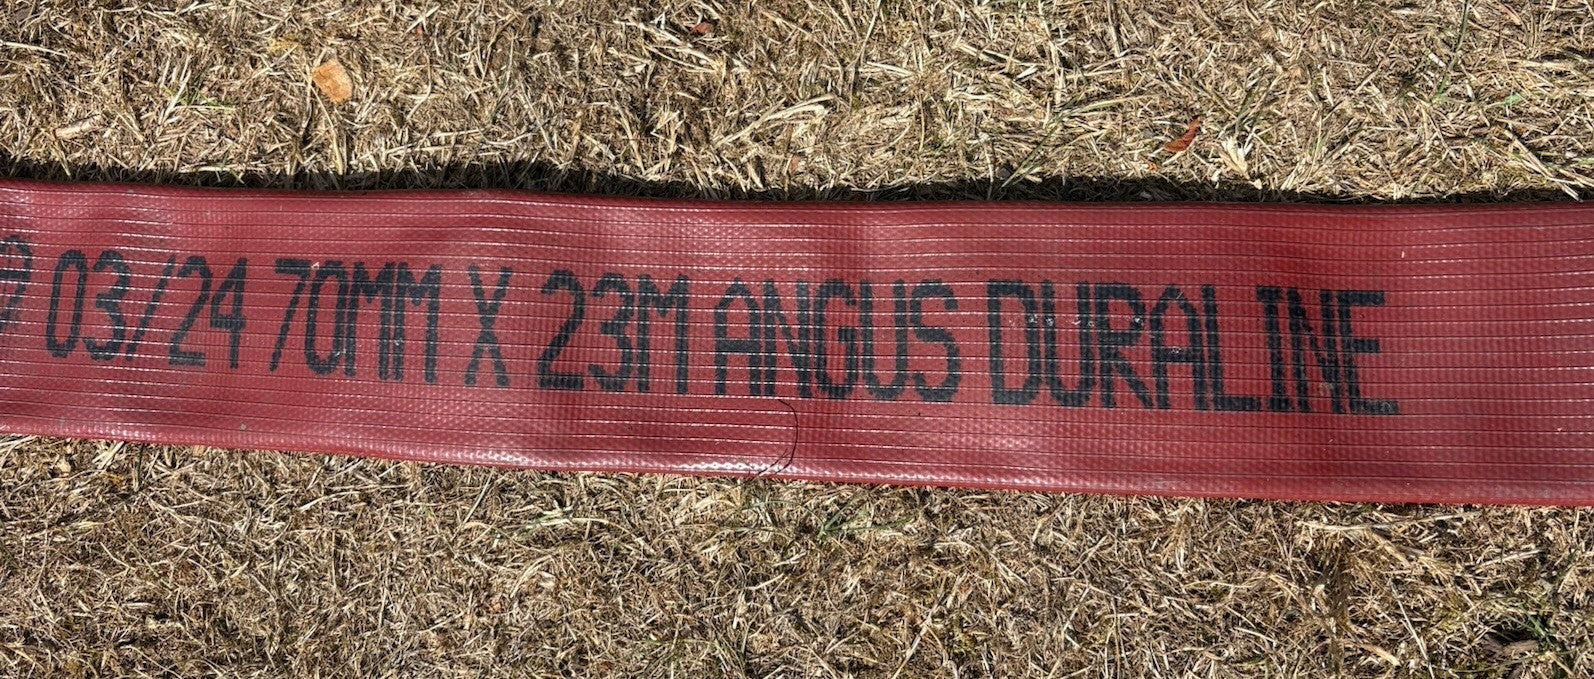 03/24 70MM X 23M ANGUS DURALINE